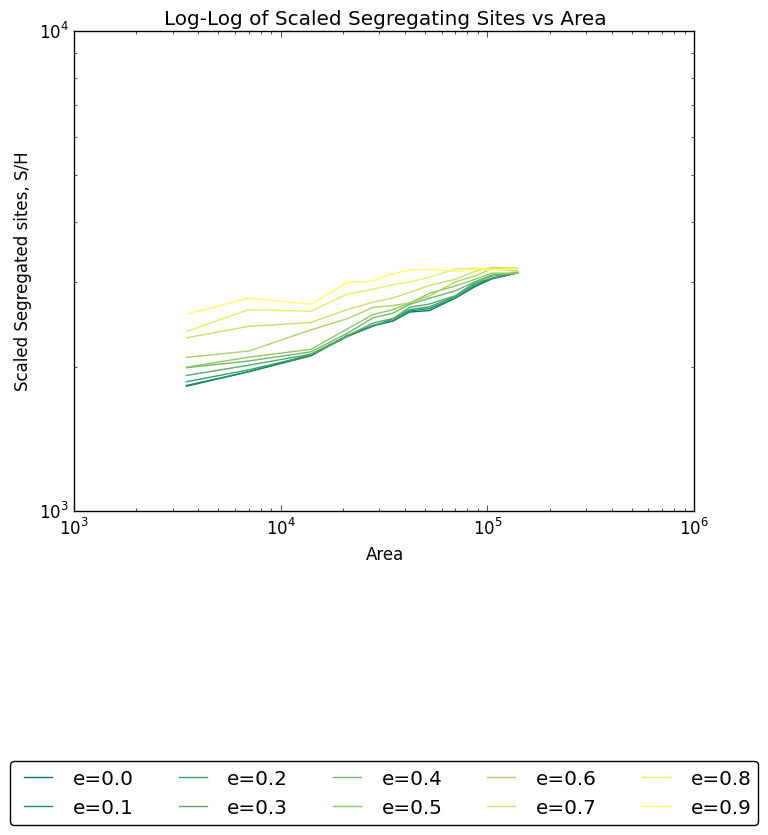 Log-Log of Scaled Segregating Sites vs Area
10^4
Scaled Segregated sites, S/H
10^3
10^3 10^4 10^5 10^6
Area
e=0.0 e=0.2 e=0.4 e=0.6 e=0.8
e=0.1 e=0.3 e=0.5 e=0.7 e=0.9